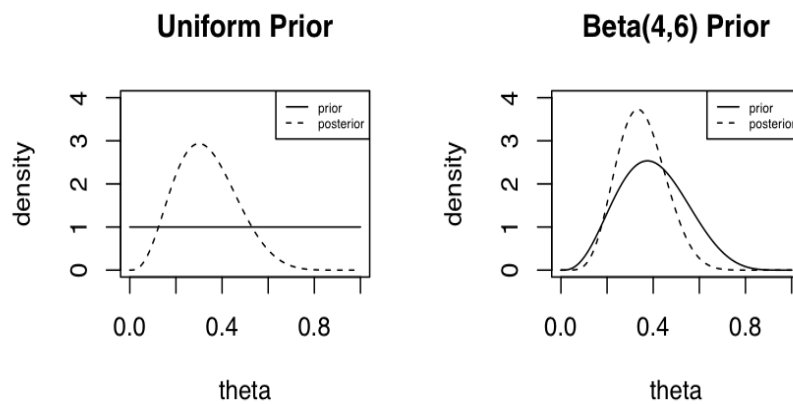 Uniform Prior
4
3
2
1
0
density
prior
posterior
0.0 0.4 0.8
theta
Beta(4,6) Prior
4
3
2
1
0
density
prior
posterior
0.0 0.4 0.8
theta